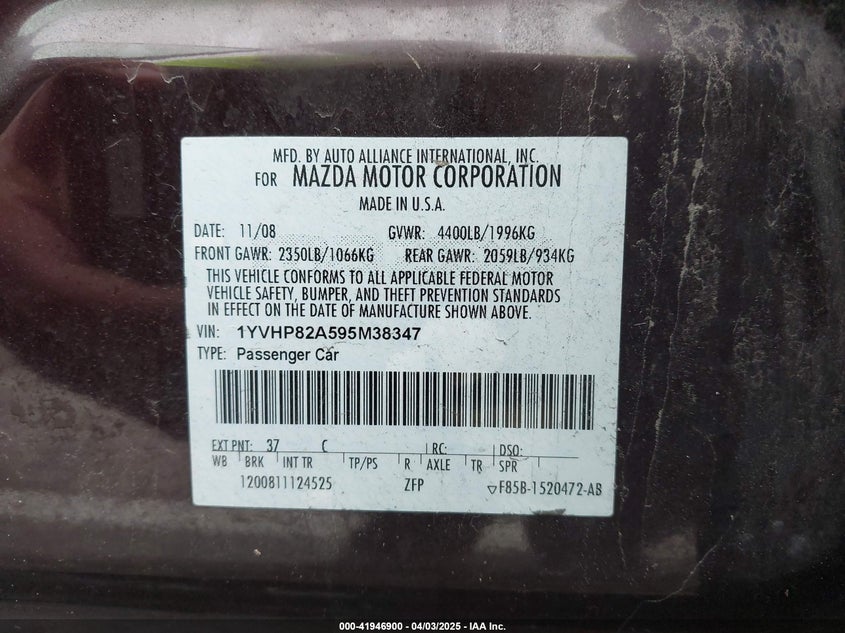 MFD. BY AUTO ALLIANCE INTERNATIONAL, INC.
FOR MAZDA MOTOR CORPORATION
MADE IN U.S.A.
DATE: 11/08 GVWR: 4400LB/1996KG
FRONT GAWR: 2350LB/1066KG REAR GAWR: 2059LB/934KG
THIS VEHICLE CONFORMS TO ALL APPLICABLE FEDERAL MOTOR
VEHICLE SAFETY, BUMPER, AND THEFT PREVENTION STANDARDS
IN EFFECT ON THE DATE OF MANUFACTURE SHOWN ABOVE.
VIN: 1YVHP82A595M38347
TYPE: Passenger Car
EXT PNT: 37 C RC: DSO:
WB BRK INT TR TP/PS R AXLE TR SPR
1200811124525 ZFP ▽F85B-1520472-AB
000-41946900 - 04/03/2025 - IAA Inc.